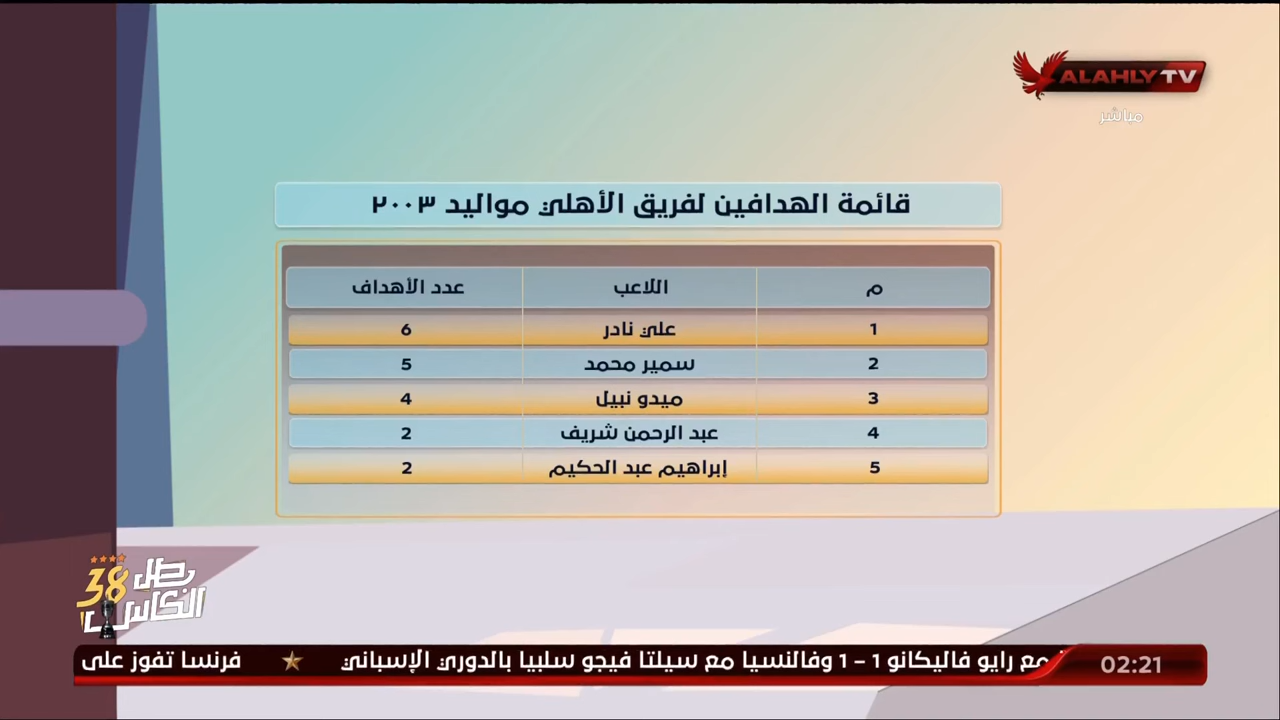 ALAHLY TV
مباشر
قائمة الهدافين لفريق الأهلي مواليد ٢٠٠٣
م اللاعب عدد الأهداف
1 علي نادر 6
2 سمير محمد 5
3 ميدو نبيل 4
4 عبد الرحمن شريف 2
5 إبراهيم عبد الحكيم 2
بطل الكأس 38
02:21 مع رايو فاليكانو 1 - 1 وفالنسيا مع سيلتا فيجو سلبيا بالدوري الإسباني فرنسا تفوز على